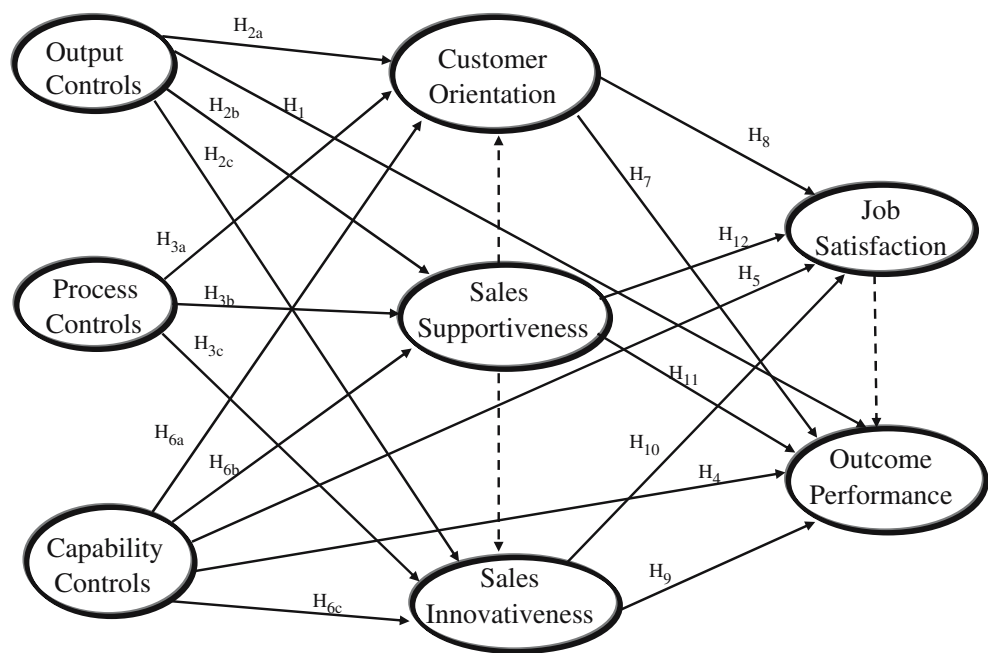 Output
Controls
H2a
Customer
Orientation
H2b
H1
H2c
H8
H7
Job
Satisfaction
H3a
H12
Process
Controls
H3b
Sales
Supportiveness
H5
H3c
H11
H6a
H6b
H10
H4
Outcome
Performance
Capability
Controls
H6c
Sales
Innovativeness
H9